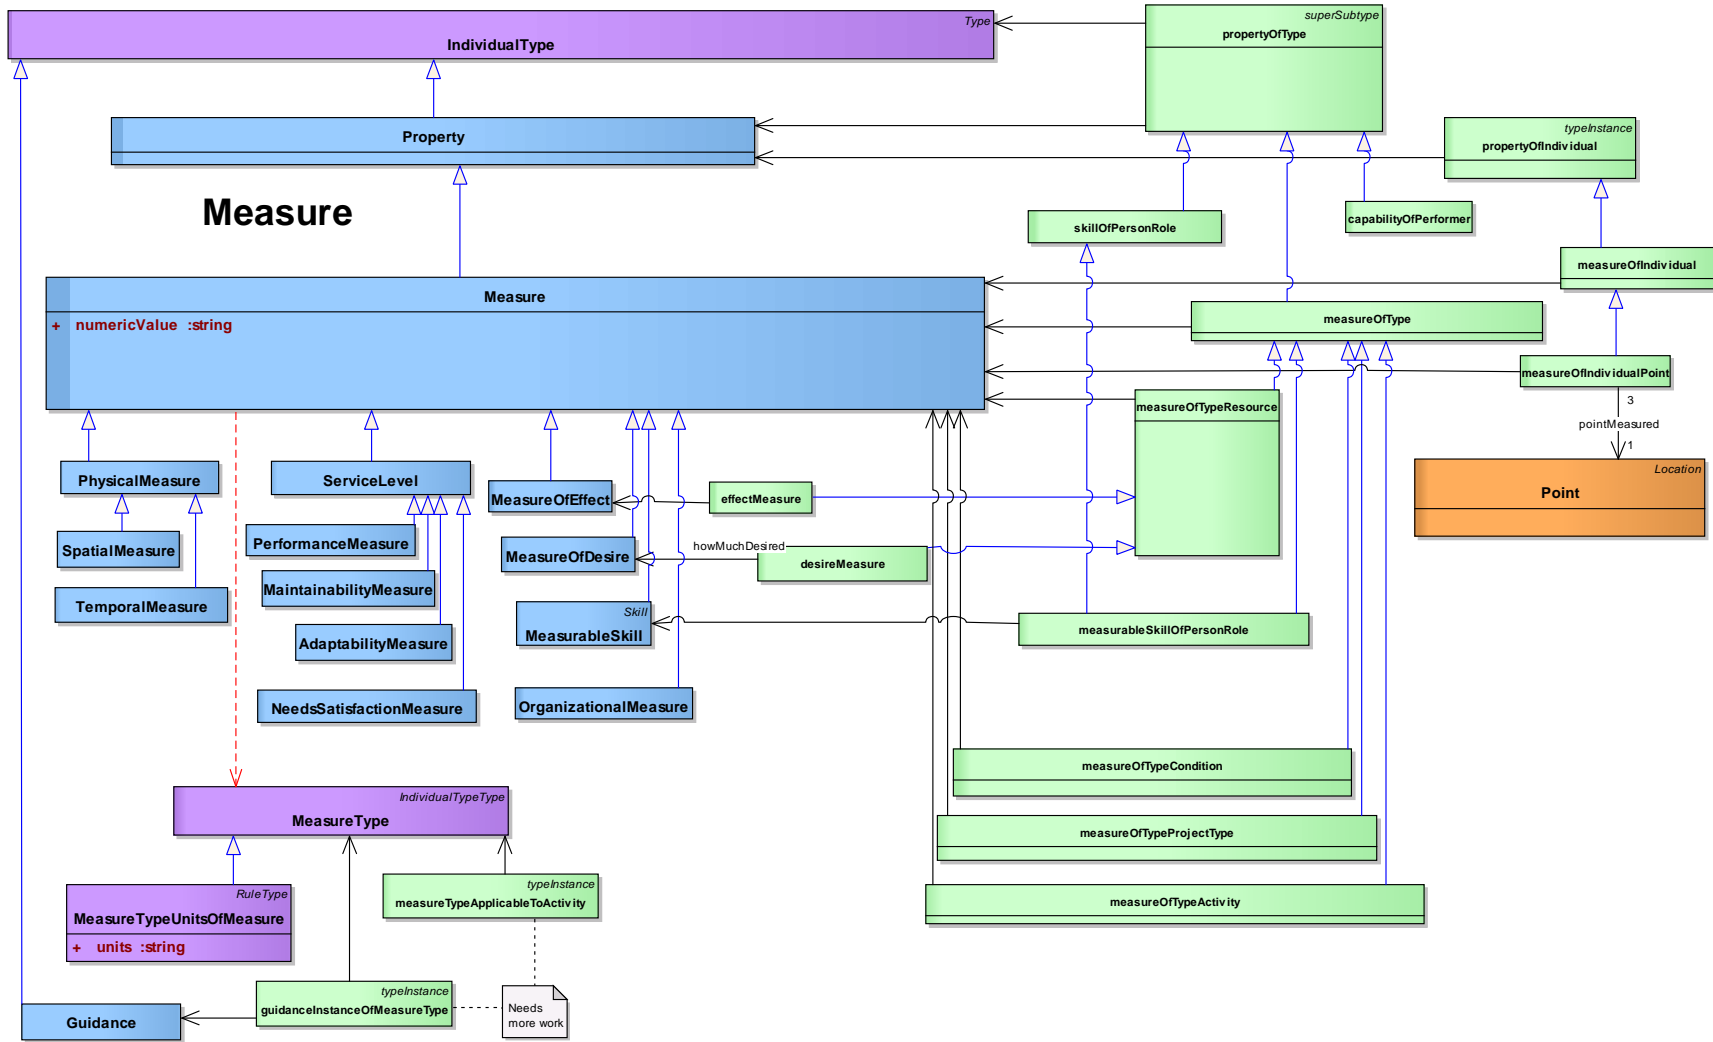 Type
IndividualType
superSubtype
propertyOfType
Property
typeInstance
propertyOfIndividual
Measure
skillOfPersonRole
capabilityOfPerformer
measureOfIndividual
Measure
+ numericValue :string
measureOfType
measureOfIndividualPoint
3
pointMeasured
1
measureOfTypeResource
Location
Point
PhysicalMeasure
ServiceLevel
MeasureOfEffect
effectMeasure
SpatialMeasure
PerformanceMeasure
MeasureOfDesire
howMuchDesired
desireMeasure
MaintainabilityMeasure
TemporalMeasure
Skill
MeasurableSkill
measurableSkillOfPersonRole
AdaptabilityMeasure
NeedsSatisfactionMeasure
OrganizationalMeasure
measureOfTypeCondition
IndividualTypeType
MeasureType
measureOfTypeProjectType
RuleType
MeasureTypeUnitsOfMeasure
+ units :string
typeInstance
measureTypeApplicableToActivity
measureOfTypeActivity
typeInstance
guidanceInstanceOfMeasureType
Needs
more work
Guidance